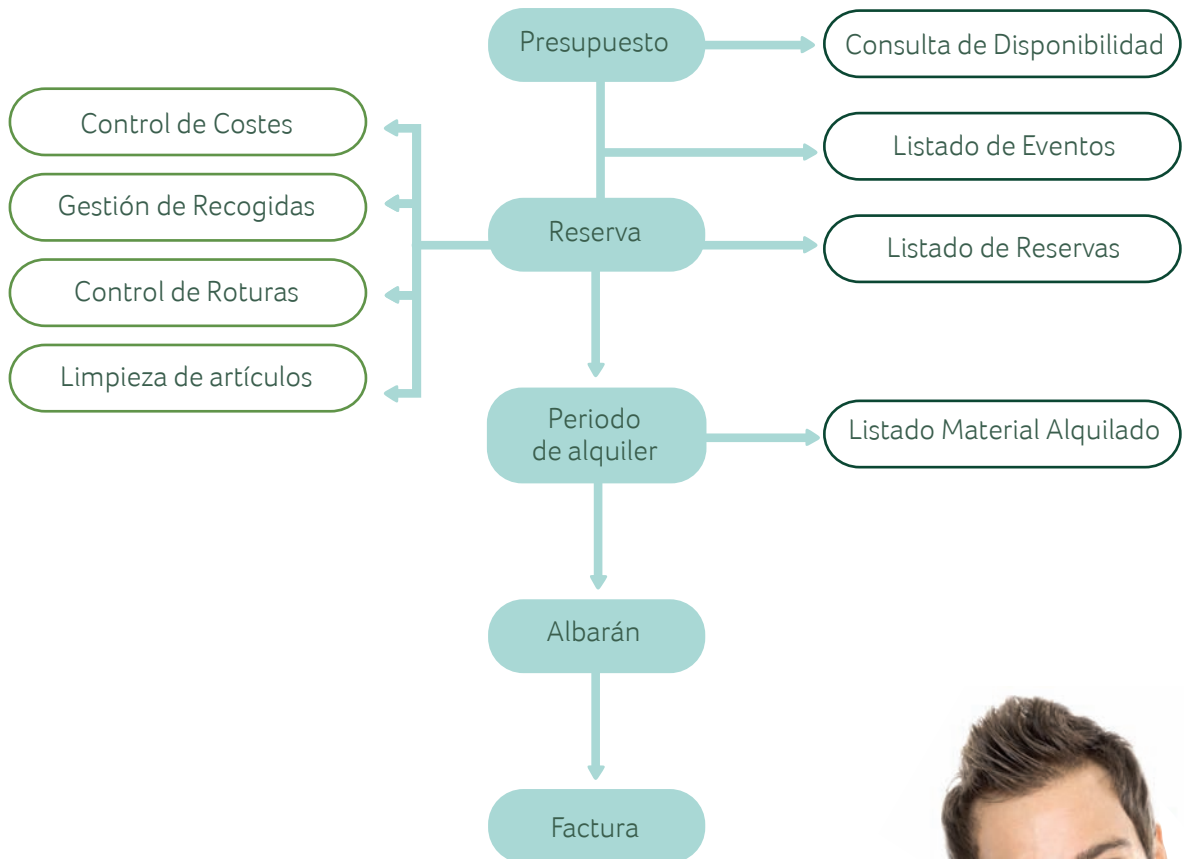 Presupuesto
Consulta de Disponibilidad
Control de Costes
Listado de Eventos
Gestión de Recogidas
Reserva
Listado de Reservas
Control de Roturas
Limpieza de artículos
Periodo
de alquiler
Listado Material Alquilado
Albarán
Factura